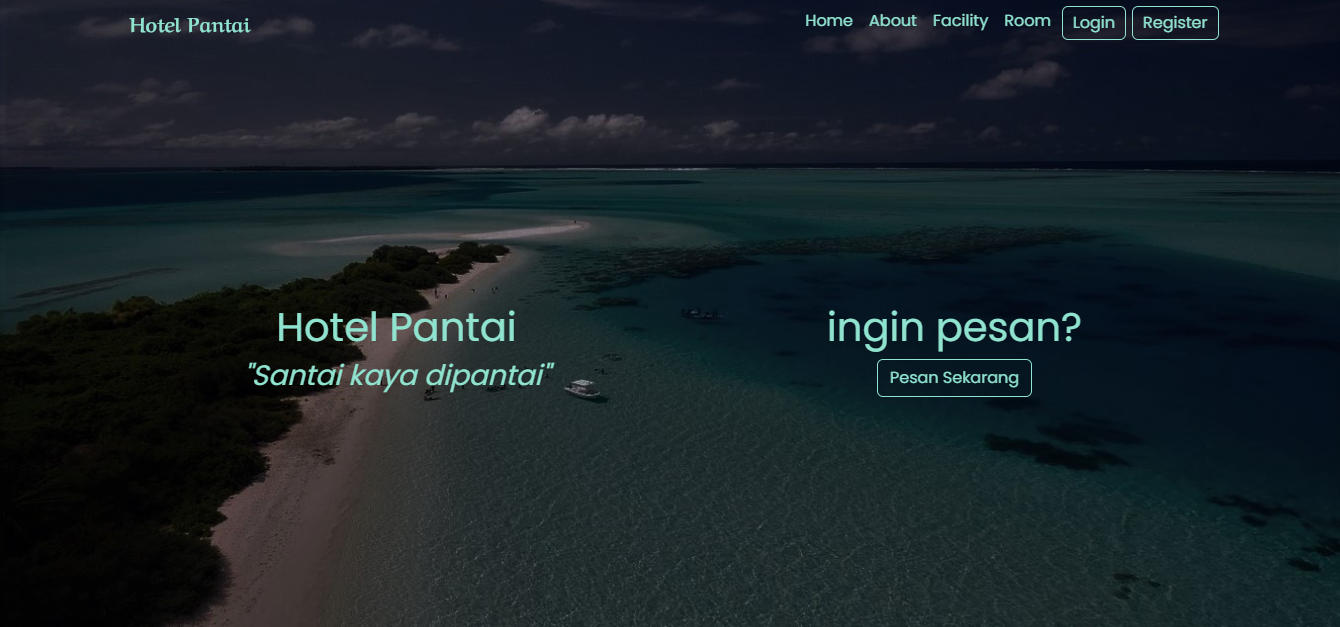 Hotel Pantai
Home About Facility Room Login Register
Hotel Pantai
"Santai kaya dipantai"
ingin pesan?
Pesan Sekarang